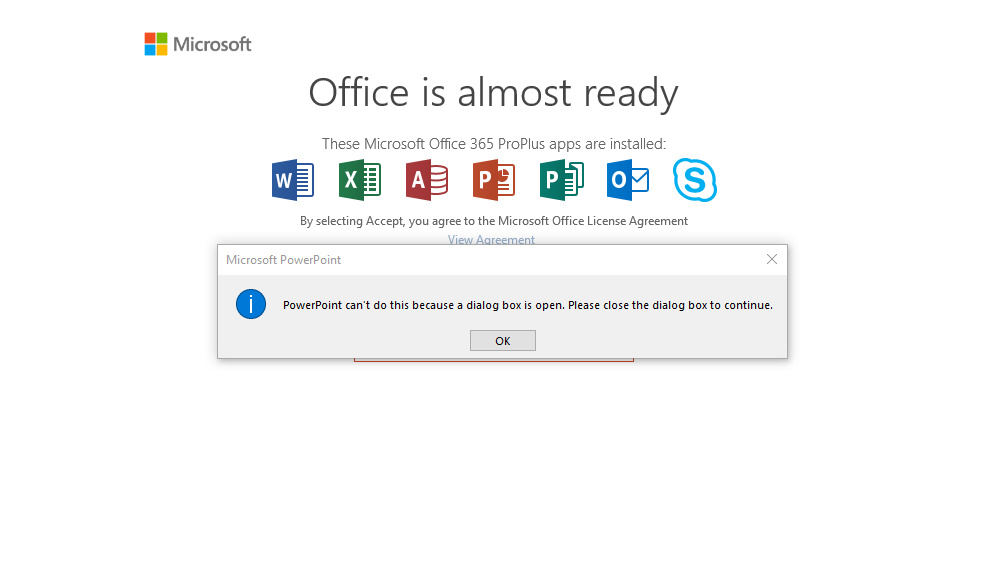 Microsoft
Office is almost ready
These Microsoft Office 365 ProPlus apps are installed:
W X A P P O S
By selecting Accept, you agree to the Microsoft Office License Agreement
View Agreement
Microsoft PowerPoint
PowerPoint can't do this because a dialog box is open. Please close the dialog box to continue.
OK